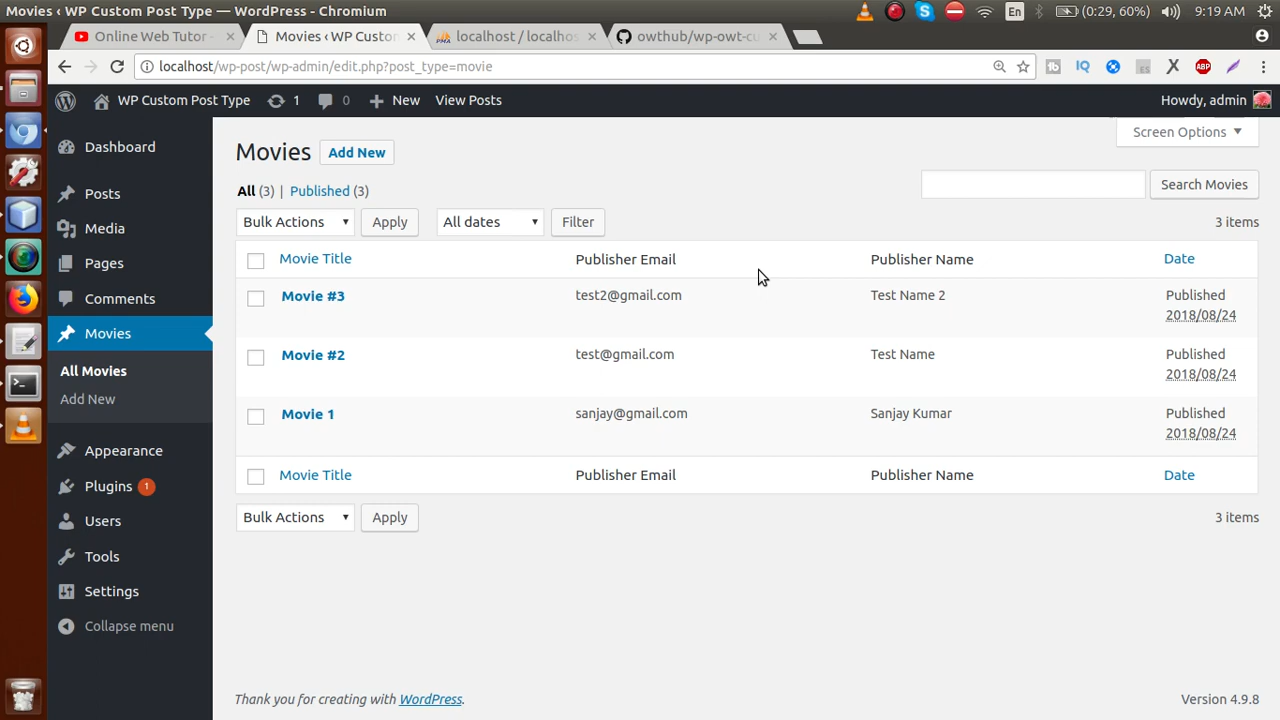 Movies ‹ WP Custom Post Type — WordPress - Chromium
En
(0:29, 60%)
9:19 AM
Online Web Tutor -
Movies ‹ WP Custo
localhost / localhos
owthub/wp-owt-cu
localhost/wp-post/wp-admin/edit.php?post_type=movie
IQ
ABP
WP Custom Post Type
1
0
New
View Posts
Howdy, admin
Screen Options
Dashboard
Posts
Media
Pages
Comments
Movies
All Movies
Add New
Appearance
Plugins 1
Users
Tools
Settings
Collapse menu
Movies Add New
All (3) | Published (3)
Search Movies
Bulk Actions Apply All dates Filter 3 items
Movie Title Publisher Email Publisher Name Date
Movie #3 test2@gmail.com Test Name 2 Published
2018/08/24
Movie #2 test@gmail.com Test Name Published
2018/08/24
Movie 1 sanjay@gmail.com Sanjay Kumar Published
2018/08/24
Movie Title Publisher Email Publisher Name Date
Bulk Actions Apply 3 items
Thank you for creating with WordPress.
Version 4.9.8